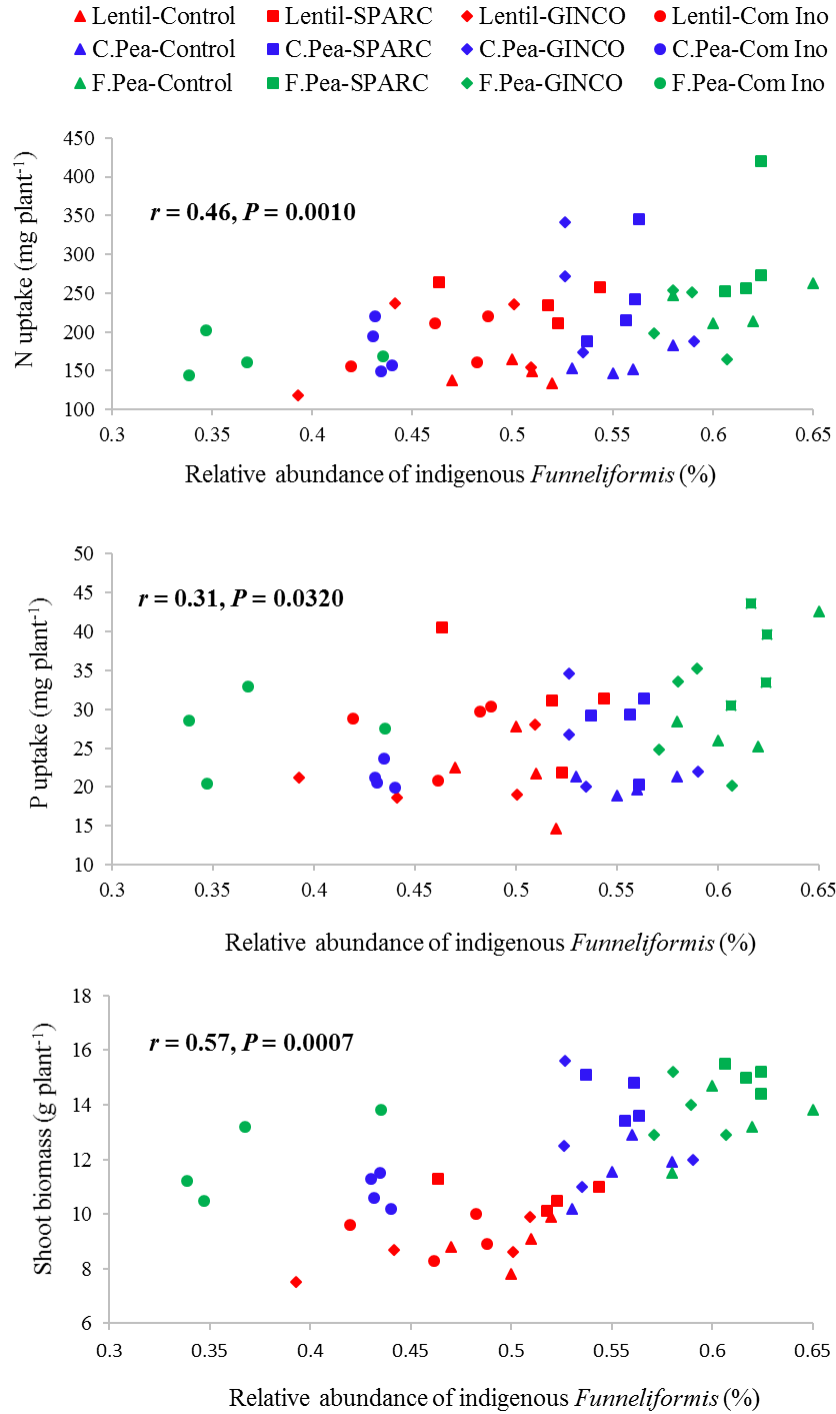 Lentil-Control Lentil-SPARC Lentil-GINCO Lentil-Com Ino
C.Pea-Control C.Pea-SPARC C.Pea-GINCO C.Pea-Com Ino
F.Pea-Control F.Pea-SPARC F.Pea-GINCO F.Pea-Com Ino
N uptake (mg plant⁻¹)
450
400
350
300
250
200
150
100
r = 0.46, P = 0.0010
0.3 0.35 0.4 0.45 0.5 0.55 0.6 0.65
Relative abundance of indigenous Funneliformis (%)
P uptake (mg plant⁻¹)
50
45
40
35
30
25
20
15
10
r = 0.31, P = 0.0320
0.3 0.35 0.4 0.45 0.5 0.55 0.6 0.65
Relative abundance of indigenous Funneliformis (%)
Shoot biomass (g plant⁻¹)
18
16
14
12
10
8
6
r = 0.57, P = 0.0007
0.3 0.35 0.4 0.45 0.5 0.55 0.6 0.65
Relative abundance of indigenous Funneliformis (%)